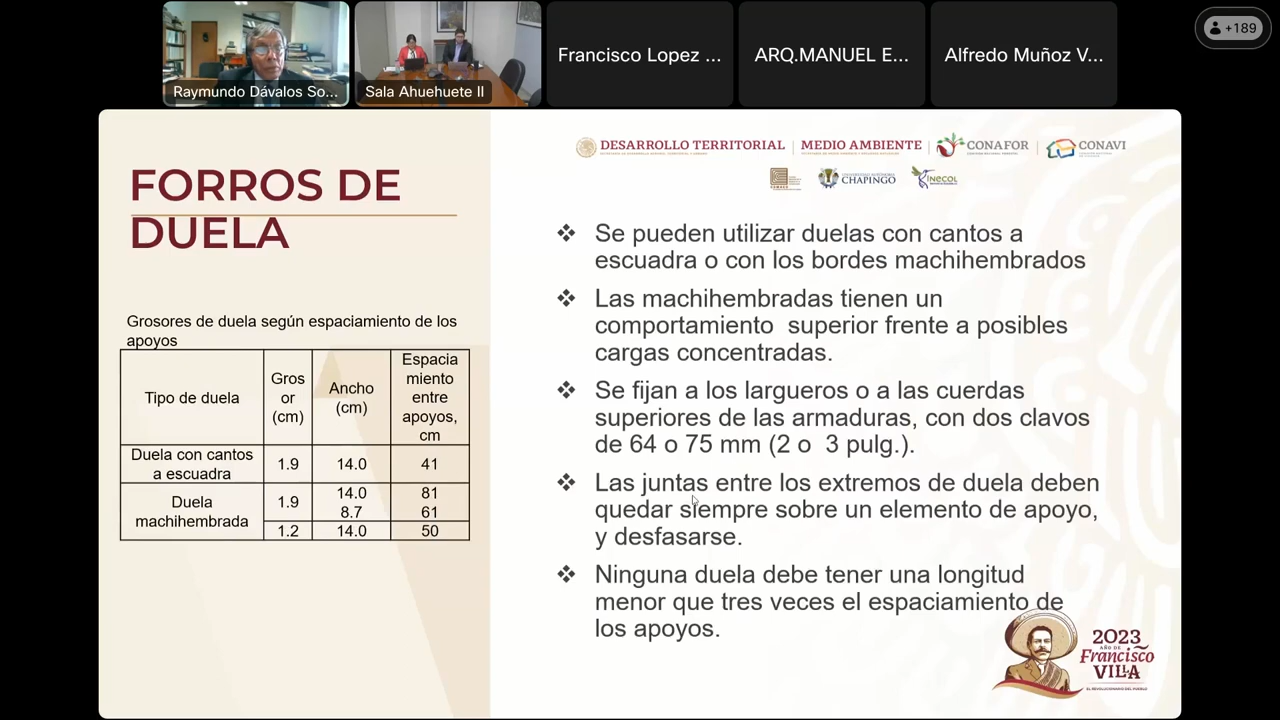 Raymundo Dávalos So...
Sala Ahuehuete II
Francisco Lopez ...
ARQ.MANUEL E...
Alfredo Muñoz V...
+189
DESARROLLO TERRITORIAL
MEDIO AMBIENTE
CONAFOR
CONAVI
CHAPINGO
INECOL
FORROS DE
DUELA
Grosores de duela según espaciamiento de los
apoyos
Tipo de duela
Gros
or
(cm)
Ancho
(cm)
Espacia
miento
entre
apoyos,
cm
Duela con cantos
a escuadra
1.9
14.0
41
Duela
machihembrada
1.9
14.0
81
8.7
61
1.2
14.0
50
❖ Se pueden utilizar duelas con cantos a
escuadra o con los bordes machihembrados
❖ Las machihembradas tienen un
comportamiento superior frente a posibles
cargas concentradas.
❖ Se fijan a los largueros o a las cuerdas
superiores de las armaduras, con dos clavos
de 64 o 75 mm (2 o 3 pulg.).
❖ Las juntas entre los extremos de duela deben
quedar siempre sobre un elemento de apoyo,
y desfasarse.
❖ Ninguna duela debe tener una longitud
menor que tres veces el espaciamiento de
los apoyos.
2023
AÑO DE
Francisco
VILLA
EL REVOLUCIONARIO DEL PUEBLO